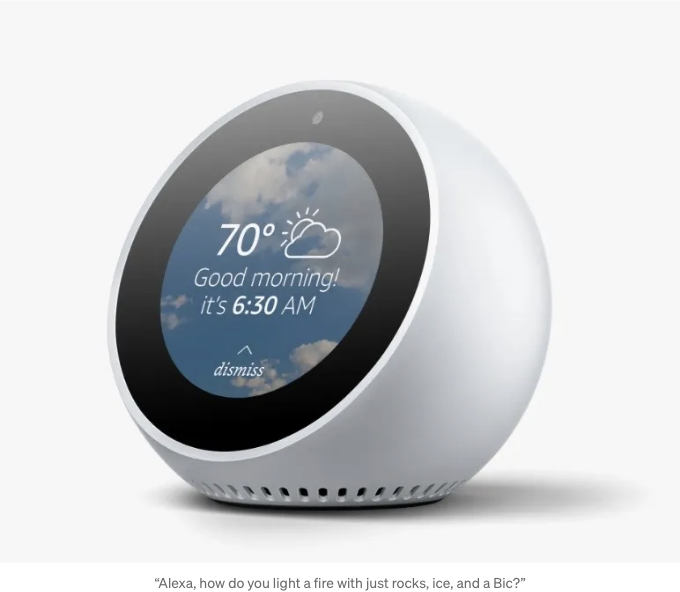 70°
Good morning!
it's 6:30 AM
dismiss
“Alexa, how do you light a fire with just rocks, ice, and a Bic?”